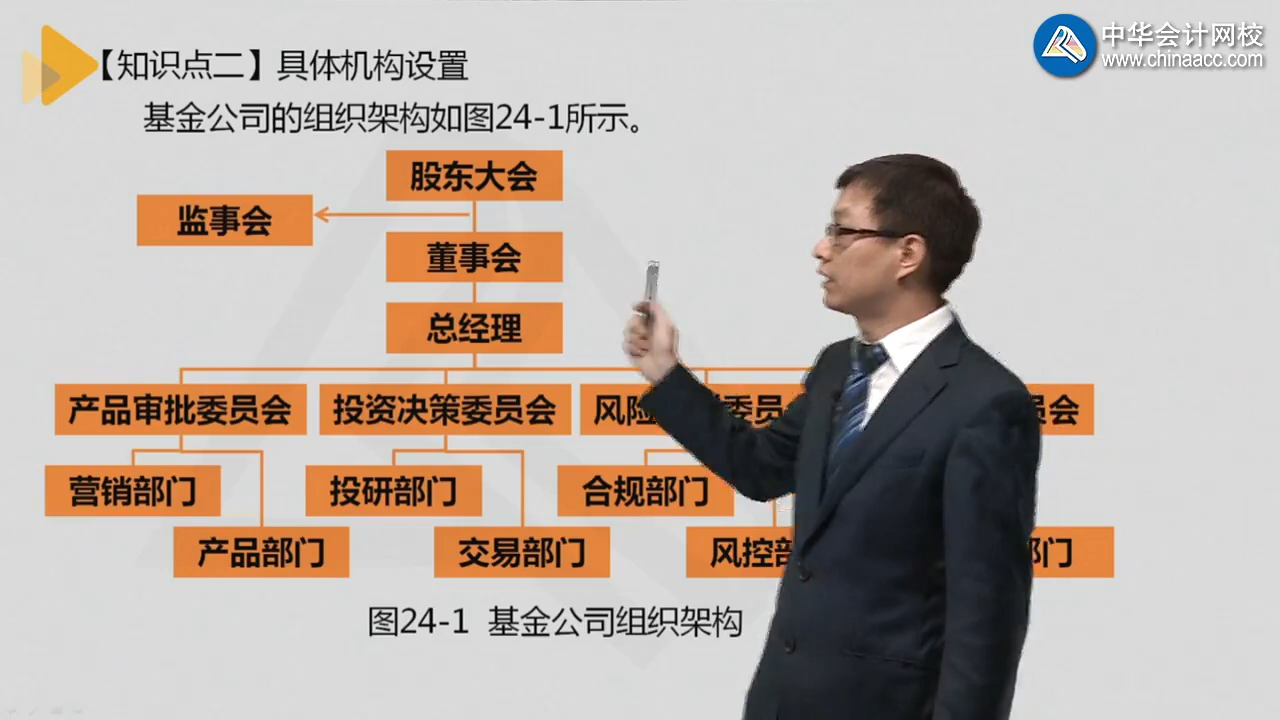 中华会计网校
www.chinaacc.com
【知识点二】具体机构设置
基金公司的组织架构如图24-1所示。
股东大会
监事会
董事会
总经理
产品审批委员会
投资决策委员会
风险 委员 员会
营销部门
投研部门
合规部门
产品部门
交易部门
风控部 部门
图24-1 基金公司组织架构